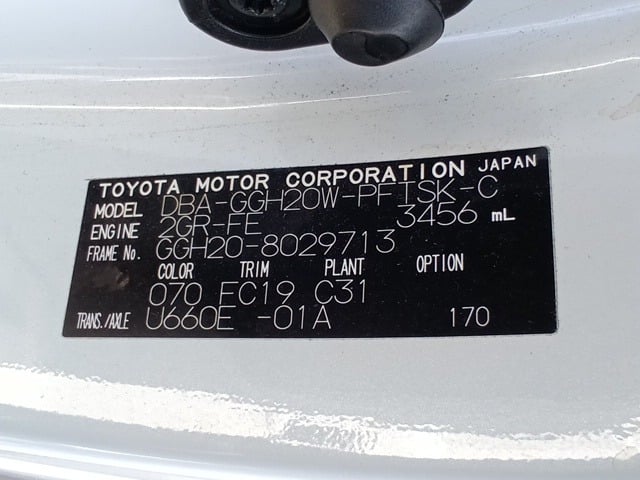 TOYOTA MOTOR CORPORATION JAPAN
MODEL DBA-GGH20W-PFTSK-C
ENGINE 2GR-FE 3456 mL
FRAME No. GGH20-8029713
COLOR TRIM PLANT OPTION
070 EC19 C31
TRANS./AXLE U660E -01A 170